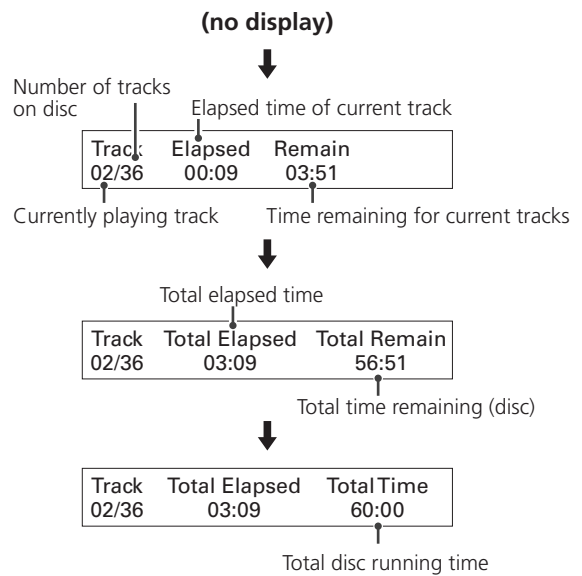 (no display)
Number of tracks
on disc
Elapsed time of current track
Track Elapsed Remain
02/36 00:09 03:51
Currently playing track
Time remaining for current tracks
Total elapsed time
Track Total Elapsed Total Remain
02/36 03:09 56:51
Total time remaining (disc)
Track Total Elapsed Total Time
02/36 03:09 60:00
Total disc running time